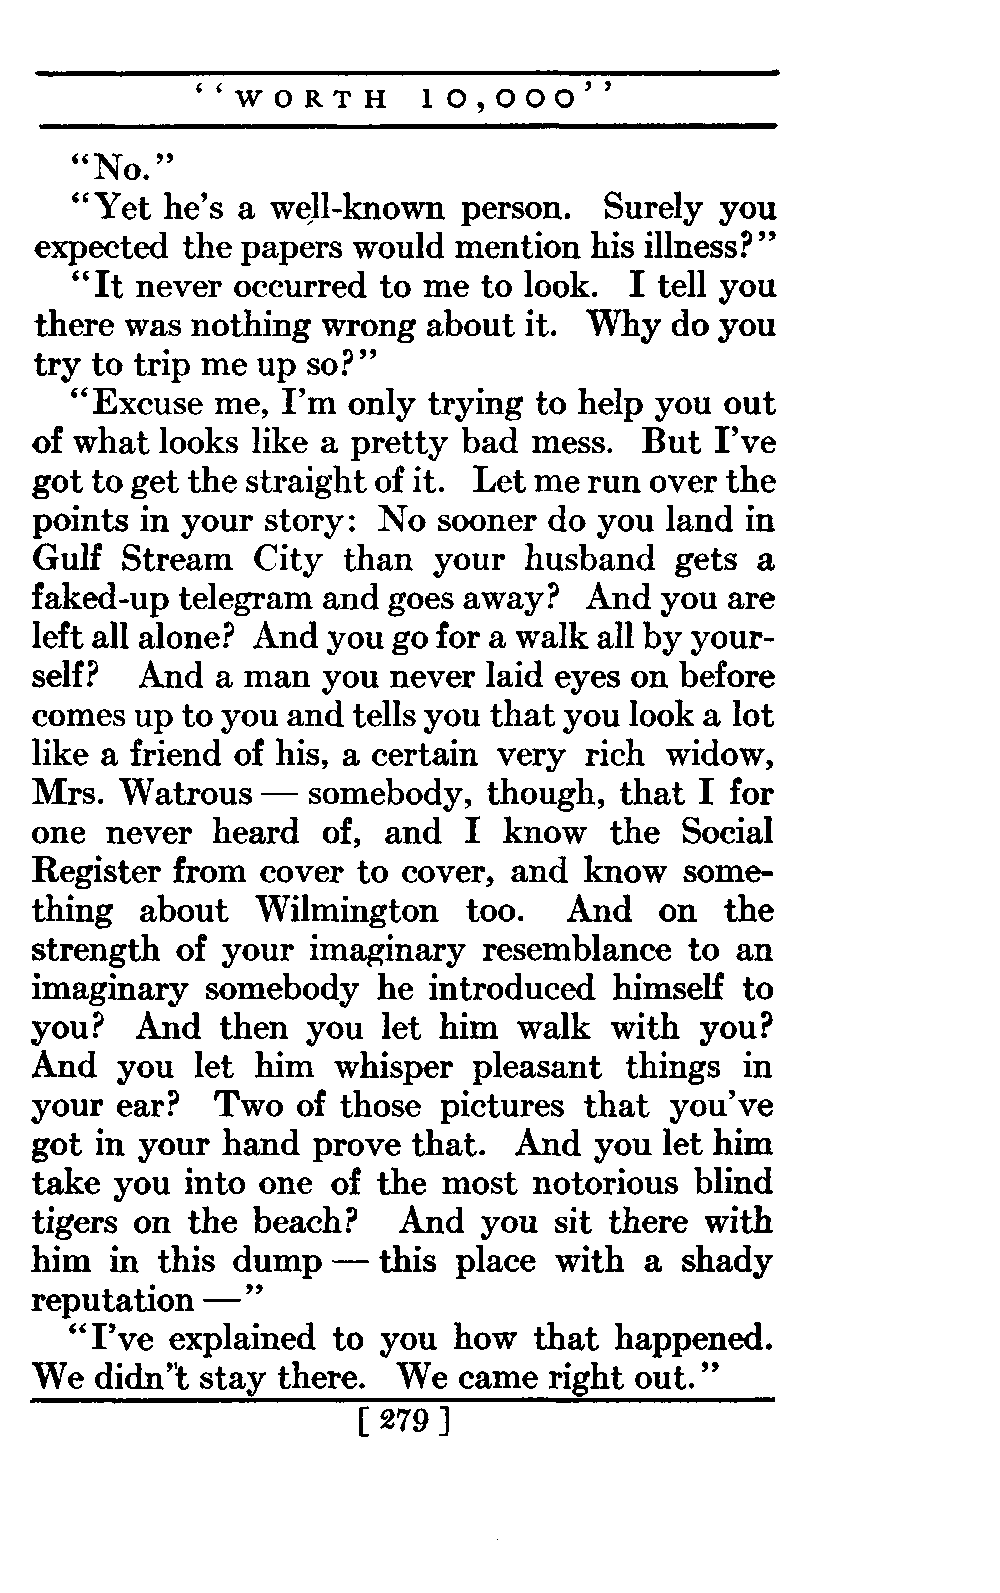 “WORTH 10,000”
“No.”
“Yet he’s a well-known person. Surely you
expected the papers would mention his illness?”
“It never occurred to me to look. I tell you
there was nothing wrong about it. Why do you
try to trip me up so?”
“Excuse me, I’m only trying to help you out
of what looks like a pretty bad mess. But I’ve
got to get the straight of it. Let me run over the
points in your story: No sooner do you land in
Gulf Stream City than your husband gets a
faked-up telegram and goes away? And you are
left all alone? And you go for a walk all by your-
self? And a man you never laid eyes on before
comes up to you and tells you that you look a lot
like a friend of his, a certain very rich widow,
Mrs. Watrous — somebody, though, that I for
one never heard of, and I know the Social
Register from cover to cover, and know some-
thing about Wilmington too. And on the
strength of your imaginary resemblance to an
imaginary somebody he introduced himself to
you? And then you let him walk with you?
And you let him whisper pleasant things in
your ear? Two of those pictures that you’ve
got in your hand prove that. And you let him
take you into one of the most notorious blind
tigers on the beach? And you sit there with
him in this dump — this place with a shady
reputation —”
“I’ve explained to you how that happened.
We didn’t stay there. We came right out.”
[ 279 ]